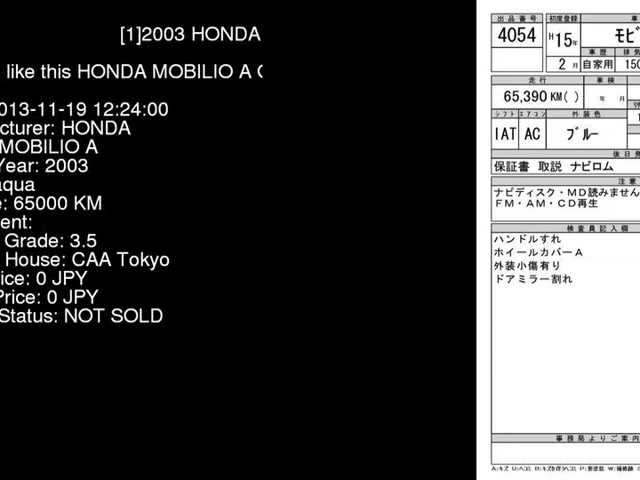 [1]2003 HONDA
like this HONDA MOBILIO A
013-11-19 12:24:00
cturer: HONDA
MOBILIO A
Year: 2003
aqua
e: 65000 KM
ent:
Grade: 3.5
House: CAA Tokyo
ice: 0 JPY
Price: 0 JPY
Status: NOT SOLD
出品番号 初度登録 車
4054 H15年 モビ
車歴 排気
2月 自家用 150
走行 車検
65,390 KM( ) 年 月
シフト エアコン 外装色
IAT AC ブルー
後日発
保証書 取説 ナビロム
注意
ナビディスク・MD読みません
FM・AM・CD再生
検査員記入欄
ハンドルすれ
ホイールカバーA
外装小傷有り
ドアミラー割れ
事務局よりご案内